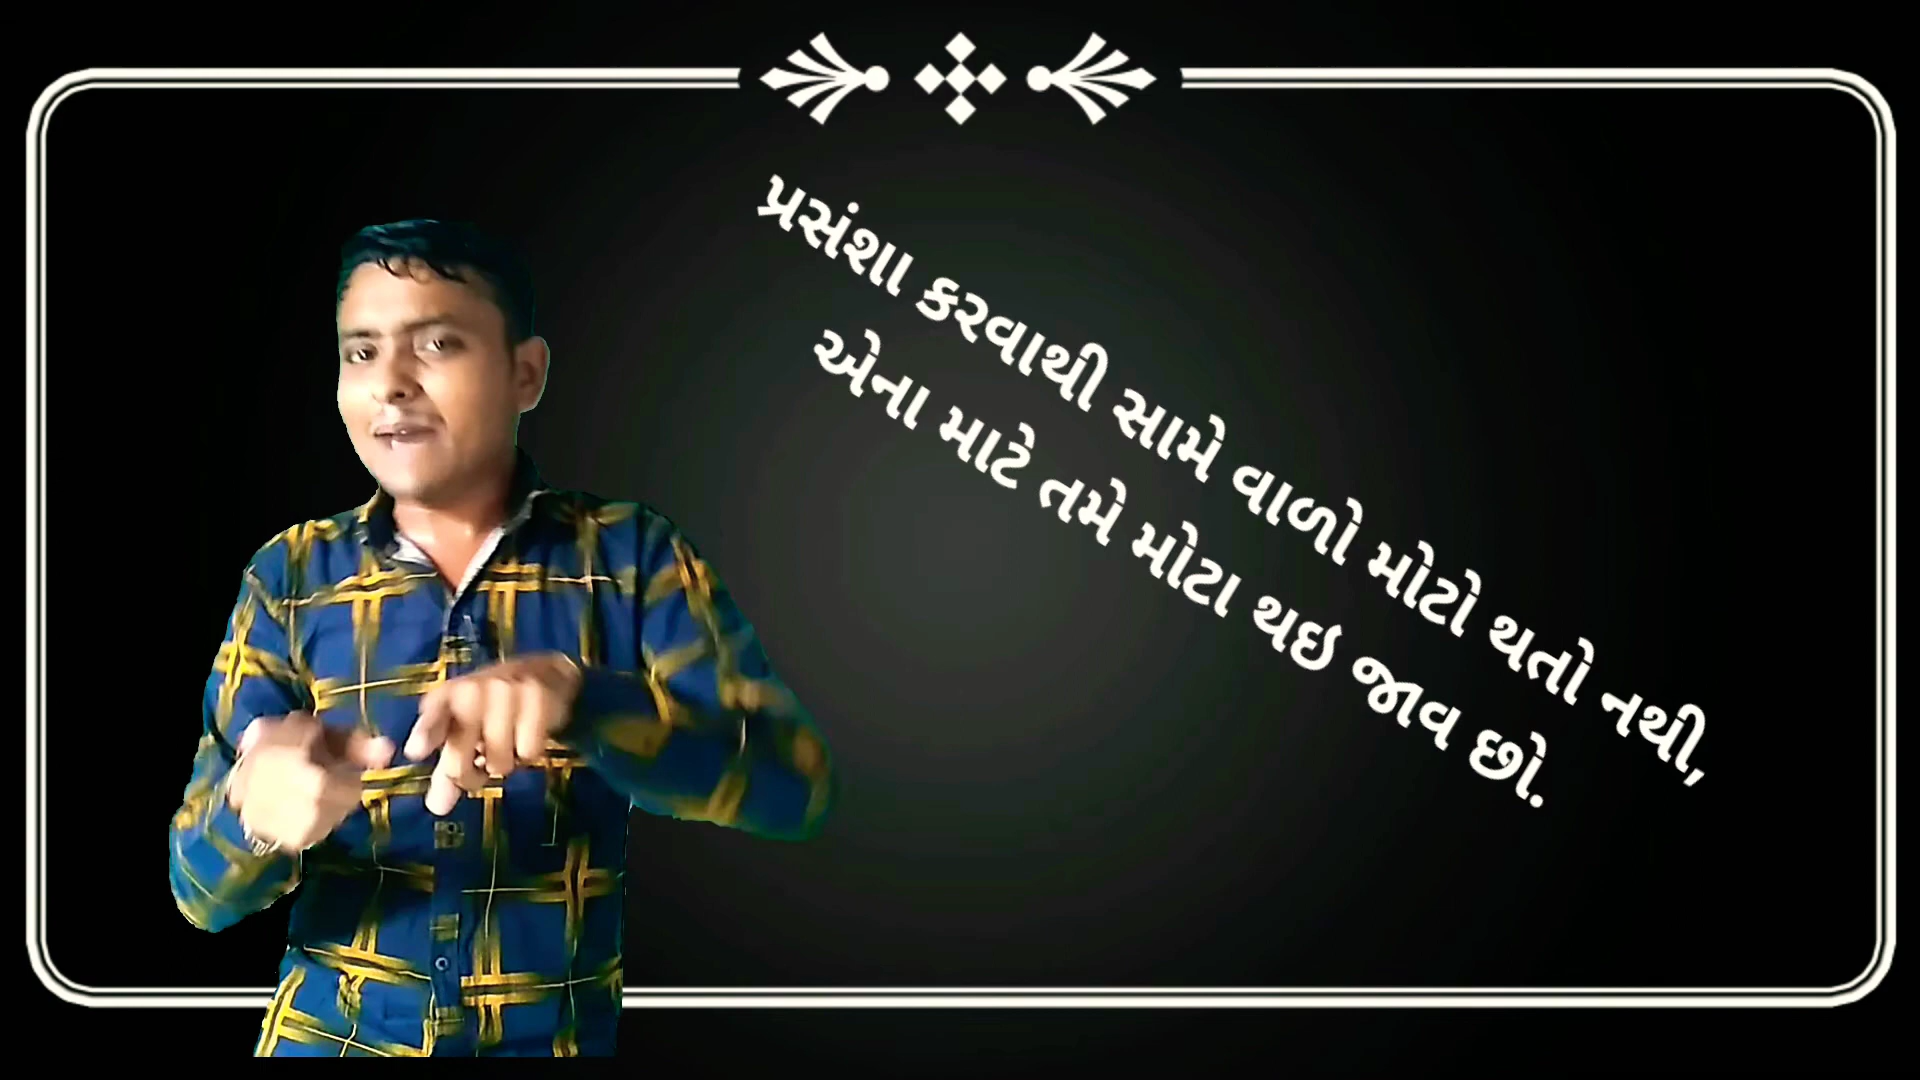 પ્રસંશા કરવાથી સામે વાળો મોટો થતો નથી,
એના માટે તમે મોટા થઇ જાવ છો.